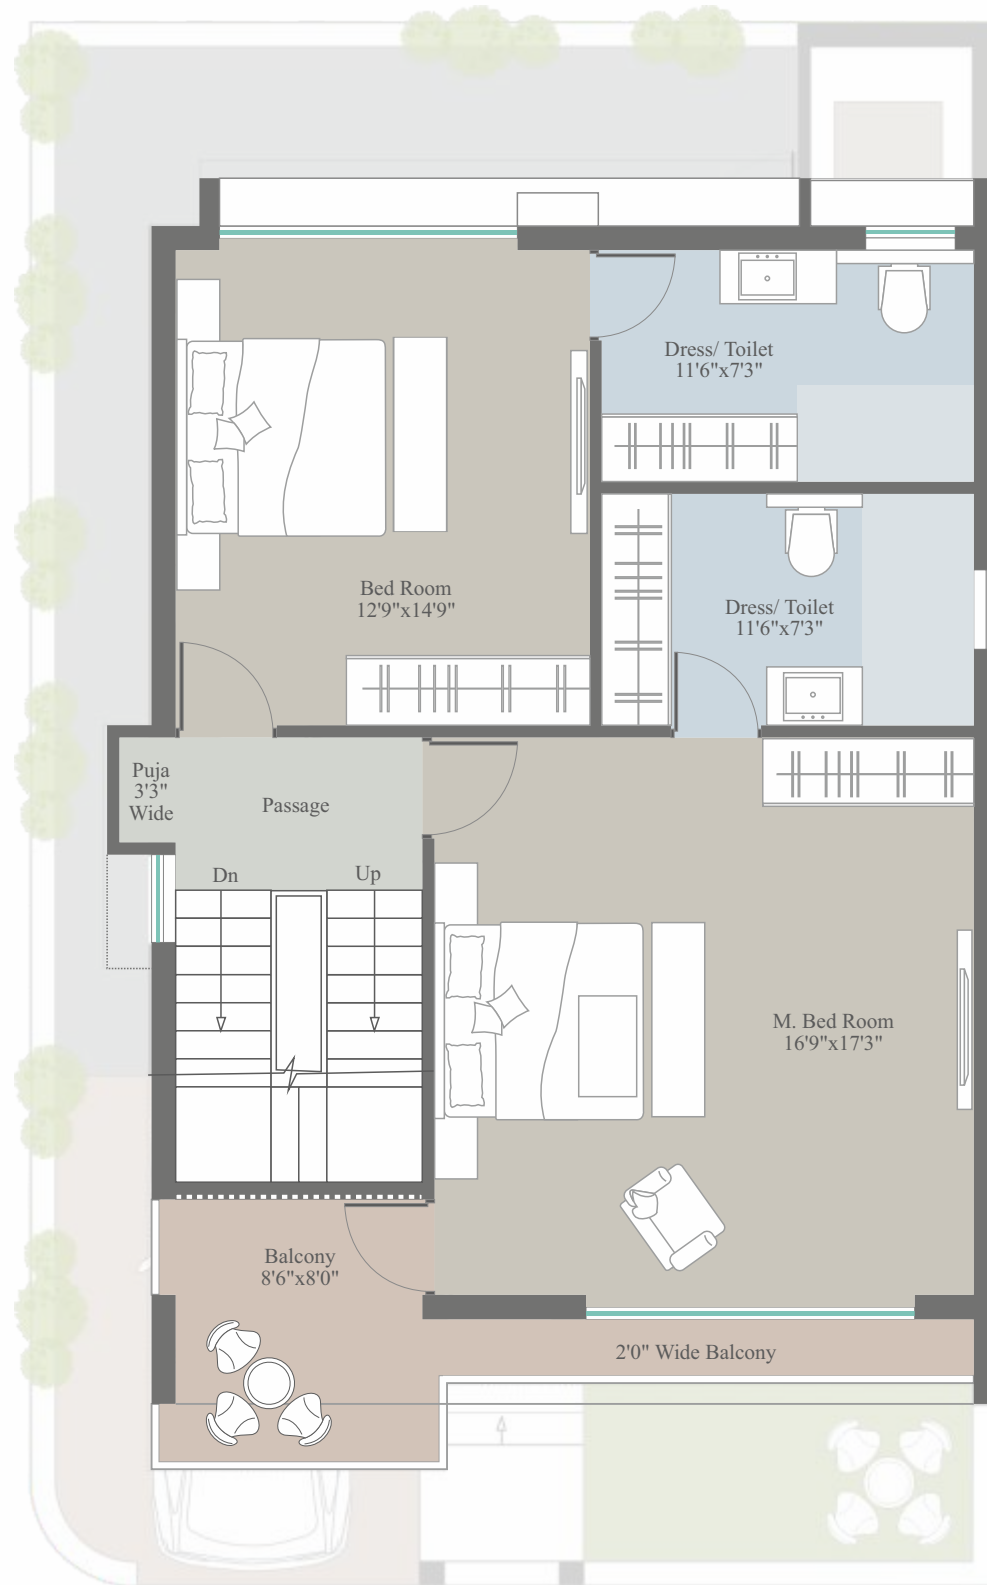 Dress/ Toilet
11'6"x7'3"
Bed Room
12'9"x14'9"
Dress/ Toilet
11'6"x7'3"
Puja
3'3"
Wide
Passage
Dn
Up
M. Bed Room
16'9"x17'3"
Balcony
8'6"x8'0"
2'0" Wide Balcony